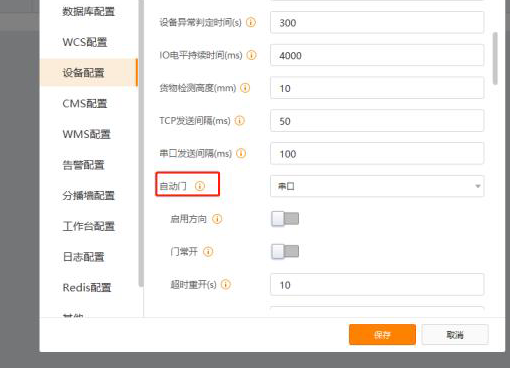 数据库配置
WCS配置
设备配置
CMS配置
WMS配置
告警配置
分播墙配置
工作台配置
日志配置
Redis配置
其他
设备异常判定时间(s) 300
IO电平持续时间(ms) 4000
货物检测高度(mm) 10
TCP发送间隔(ms) 50
串口发送间隔(ms) 100
自动门 串口
启用方向
门常开
超时重开(s) 10
保存 取消